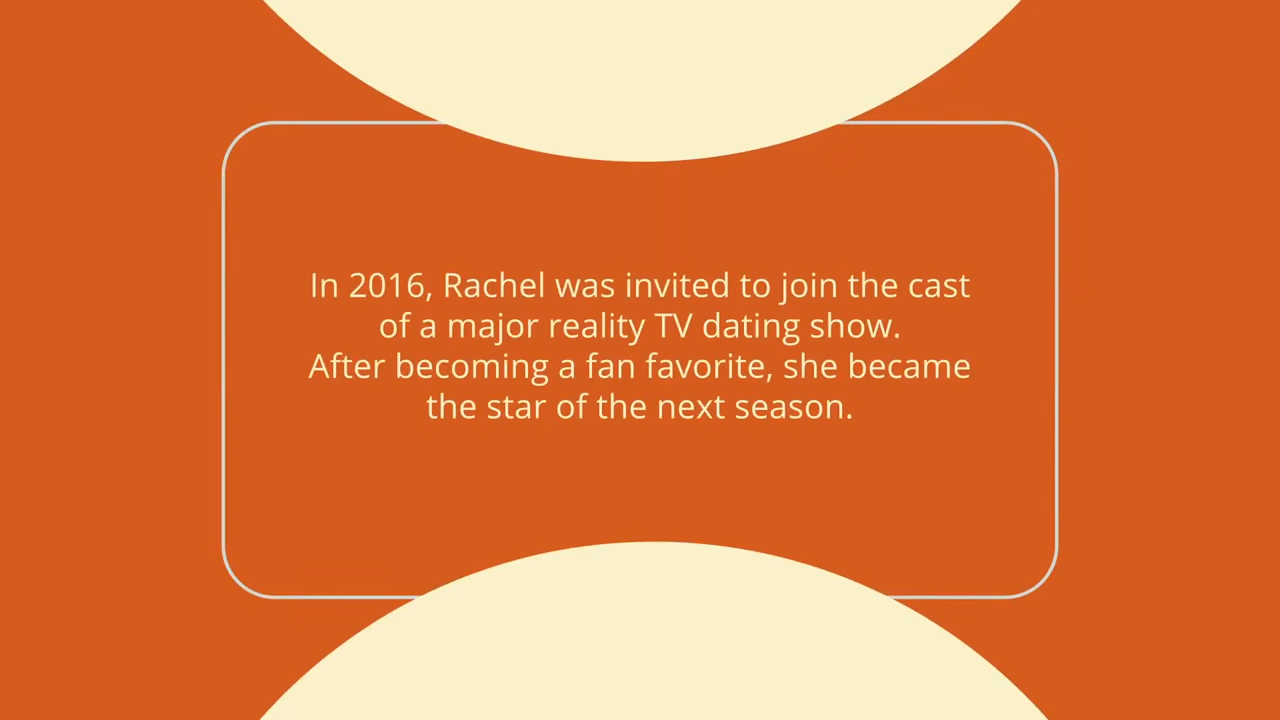 In 2016, Rachel was invited to join the cast
of a major reality TV dating show.
After becoming a fan favorite, she became
the star of the next season.